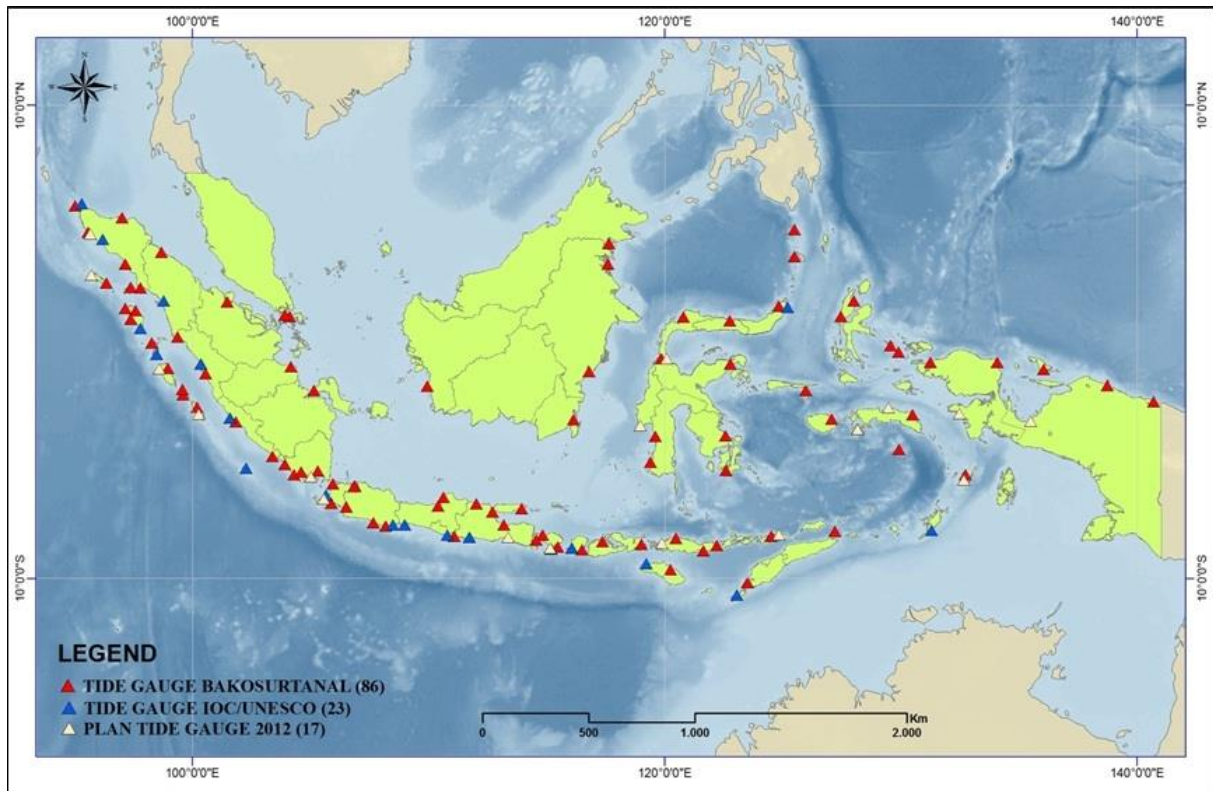 100°0'0"E 120°0'0"E 140°0'0"E
10°0'0"N 10°0'0"N
N
W E
S
10°0'0"S 10°0'0"S
LEGEND
TIDE GAUGE BAKOSURTANAL (86)
TIDE GAUGE IOC/UNESCO (23)
PLAN TIDE GAUGE 2012 (17)
Km
0 500 1.000 2.000
100°0'0"E 120°0'0"E 140°0'0"E